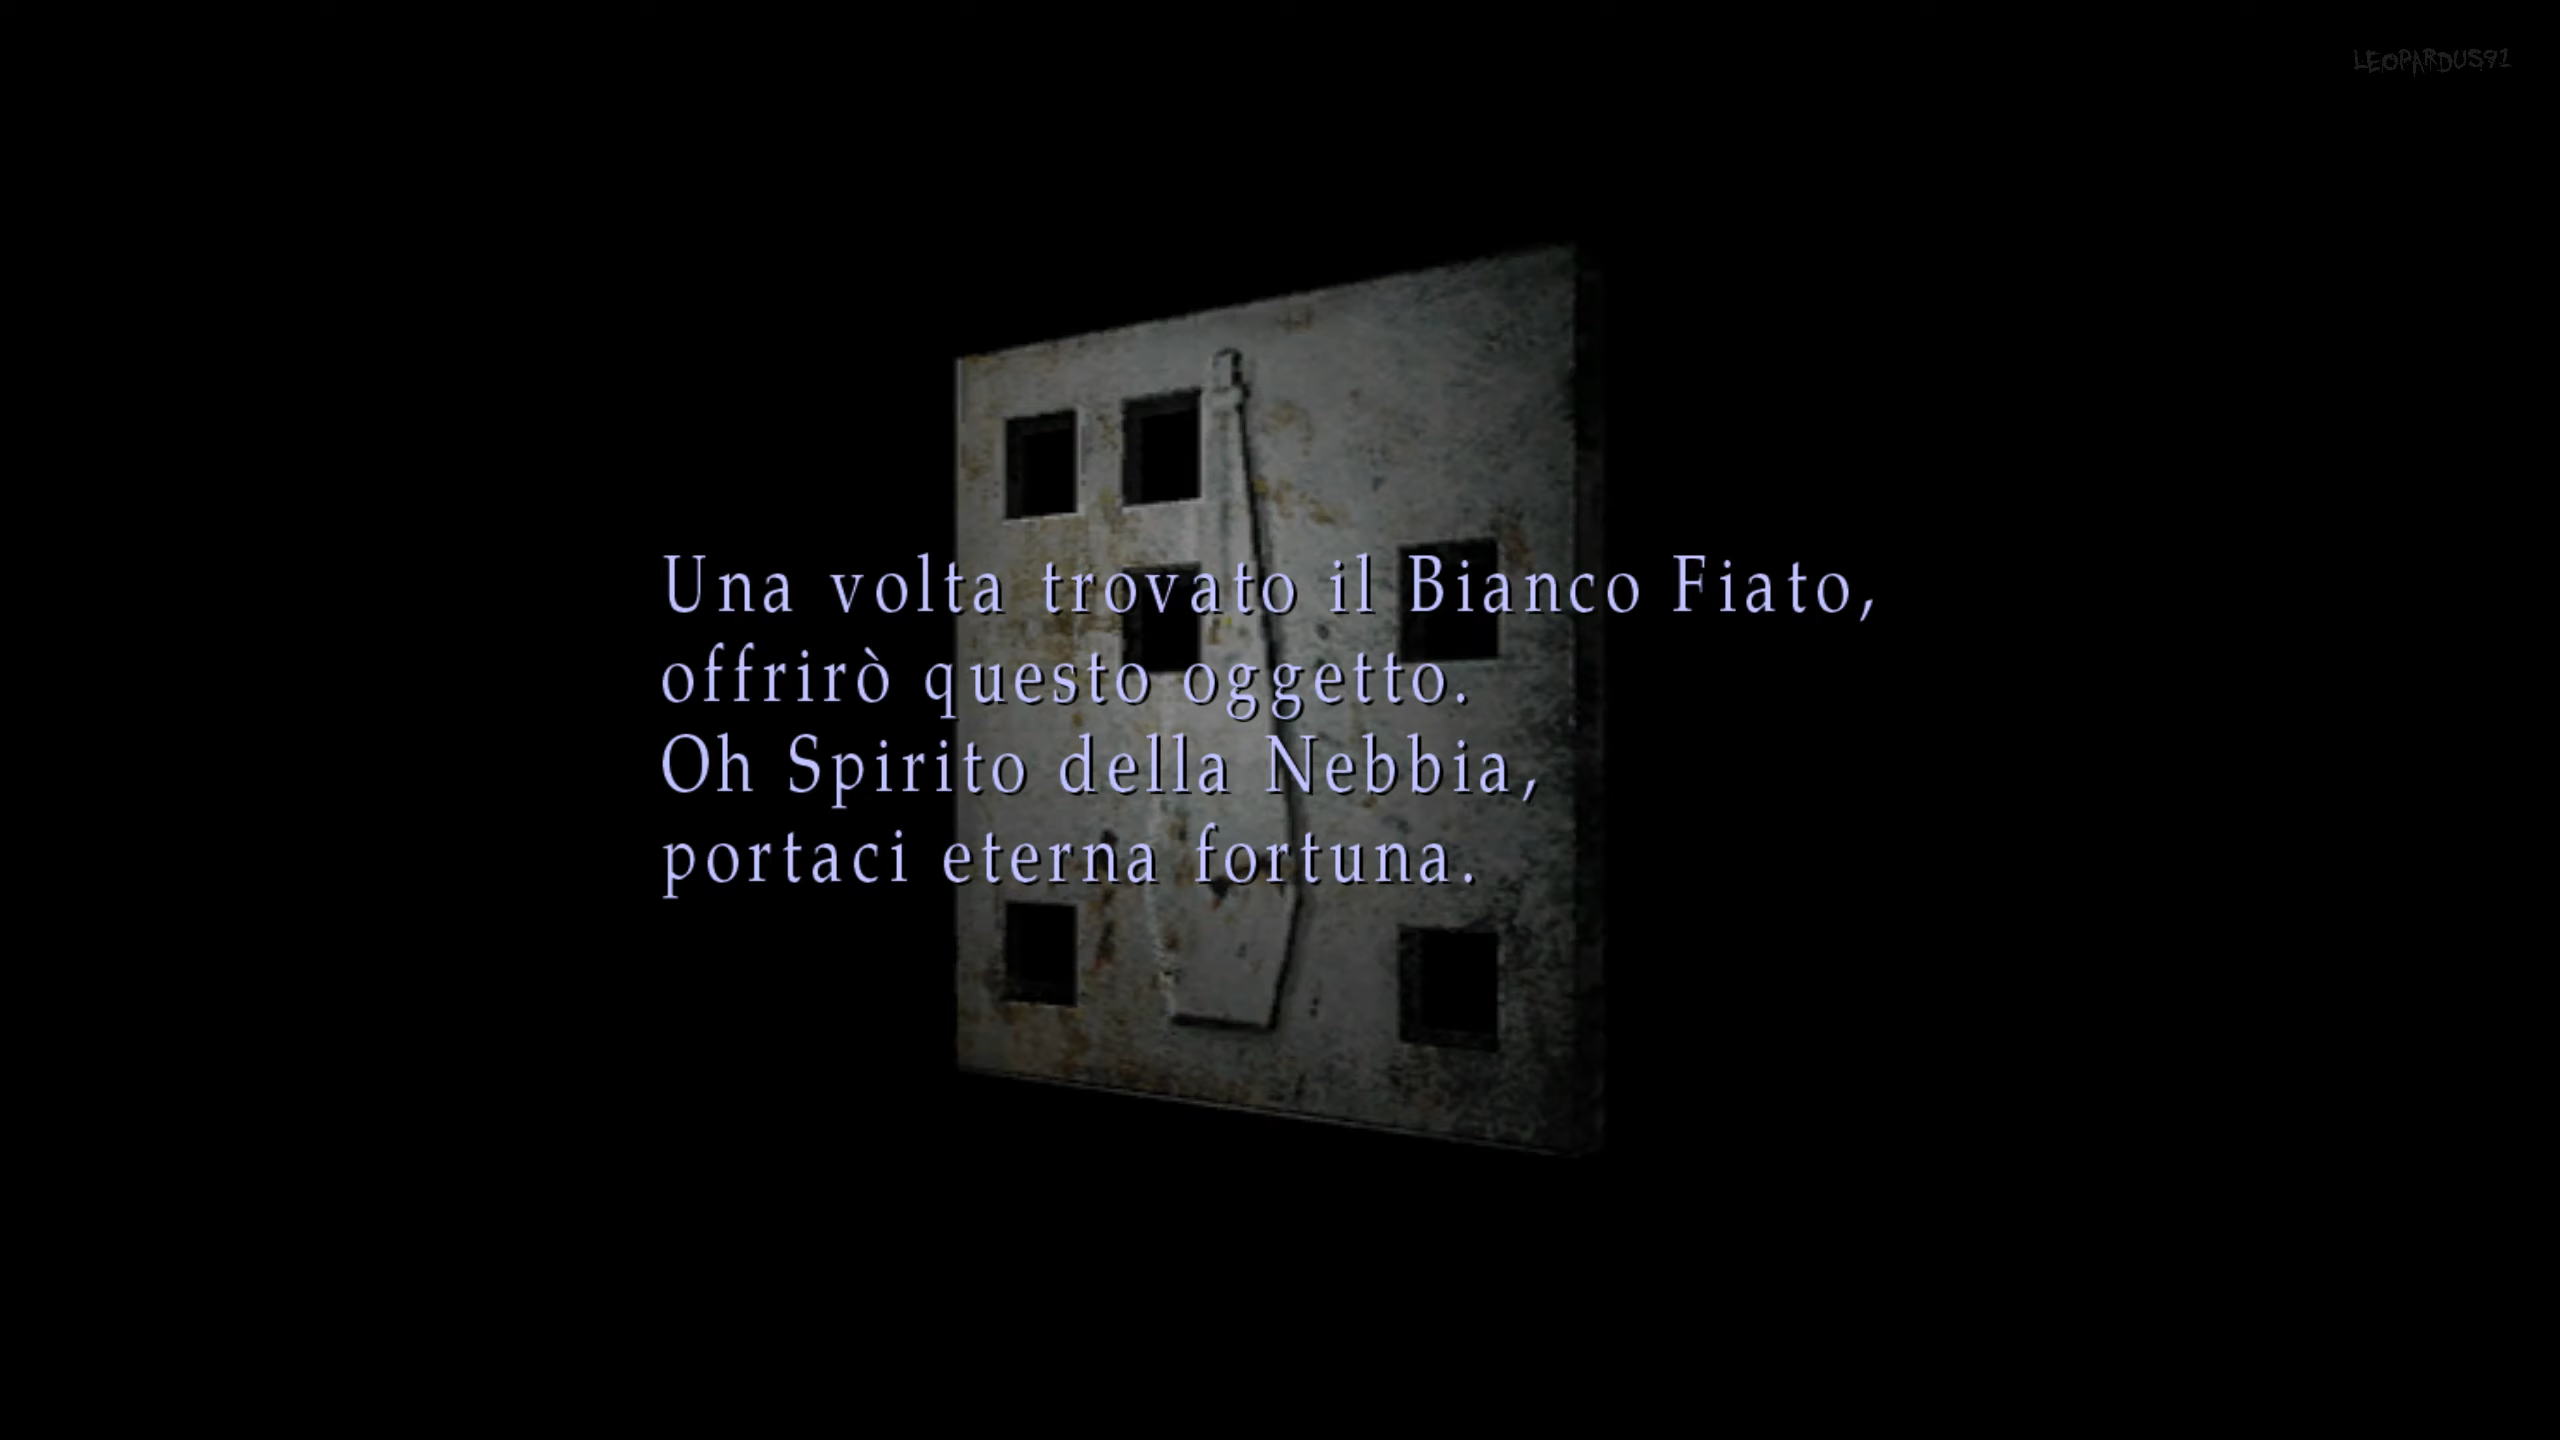 LEOPARDUS91
Una volta trovato il Bianco Fiato,
offrirò questo oggetto.
Oh Spirito della Nebbia,
portaci eterna fortuna.